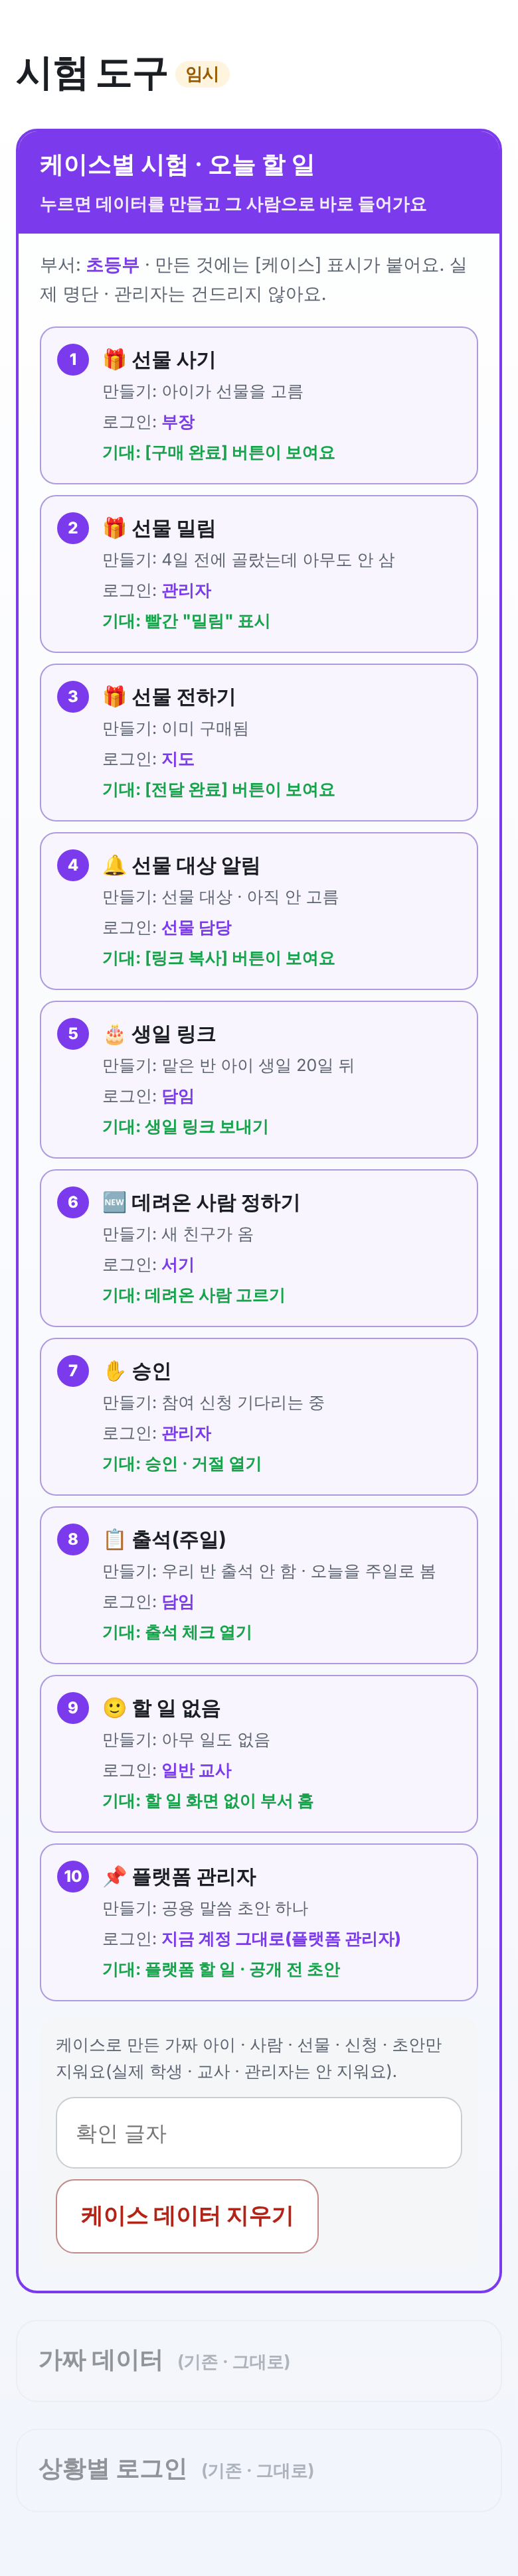 시험 도구 임시
케이스별 시험 · 오늘 할 일
누르면 데이터를 만들고 그 사람으로 바로 들어가요
부서: 초등부 · 만든 것에는 [케이스] 표시가 붙어요. 실
제 명단 · 관리자는 건드리지 않아요.
1 🎁 선물 사기
만들기: 아이가 선물을 고름
로그인: 부장
기대: [구매 완료] 버튼이 보여요
2 🎁 선물 밀림
만들기: 4일 전에 골랐는데 아무도 안 삼
로그인: 관리자
기대: 빨간 "밀림" 표시
3 🎁 선물 전하기
만들기: 이미 구매됨
로그인: 지도
기대: [전달 완료] 버튼이 보여요
4 🔔 선물 대상 알림
만들기: 선물 대상 · 아직 안 고름
로그인: 선물 담당
기대: [링크 복사] 버튼이 보여요
5 🎂 생일 링크
만들기: 맡은 반 아이 생일 20일 뒤
로그인: 담임
기대: 생일 링크 보내기
6 🆕 데려온 사람 정하기
만들기: 새 친구가 옴
로그인: 서기
기대: 데려온 사람 고르기
7 ✋ 승인
만들기: 참여 신청 기다리는 중
로그인: 관리자
기대: 승인 · 거절 열기
8 📋 출석(주일)
만들기: 우리 반 출석 안 함 · 오늘을 주일로 봄
로그인: 담임
기대: 출석 체크 열기
9 🙂 할 일 없음
만들기: 아무 일도 없음
로그인: 일반 교사
기대: 할 일 화면 없이 부서 홈
10 📌 플랫폼 관리자
만들기: 공용 말씀 초안 하나
로그인: 지금 계정 그대로(플랫폼 관리자)
기대: 플랫폼 할 일 · 공개 전 초안
케이스로 만든 가짜 아이 · 사람 · 선물 · 신청 · 초안만
지워요(실제 학생 · 교사 · 관리자는 안 지워요).
확인 글자
케이스 데이터 지우기
가짜 데이터 (기존 · 그대로)
상황별 로그인 (기존 · 그대로)